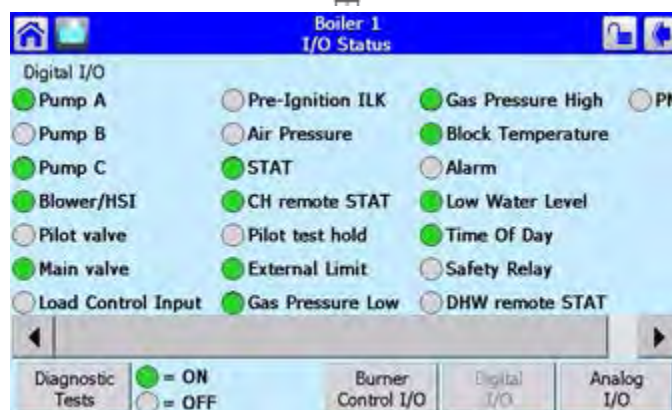 Boiler 1
I/O Status
Digital I/O
Pump A
Pre-Ignition ILK
Gas Pressure High
Pump B
Air Pressure
Block Temperature
Pump C
STAT
Alarm
Blower/HSI
CH remote STAT
Low Water Level
Pilot valve
Pilot test hold
Time Of Day
Main valve
External Limit
Safety Relay
Load Control Input
Gas Pressure Low
DHW remote STAT
Diagnostic
Tests
= ON
= OFF
Burner
Control I/O
Digital
I/O
Analog
I/O